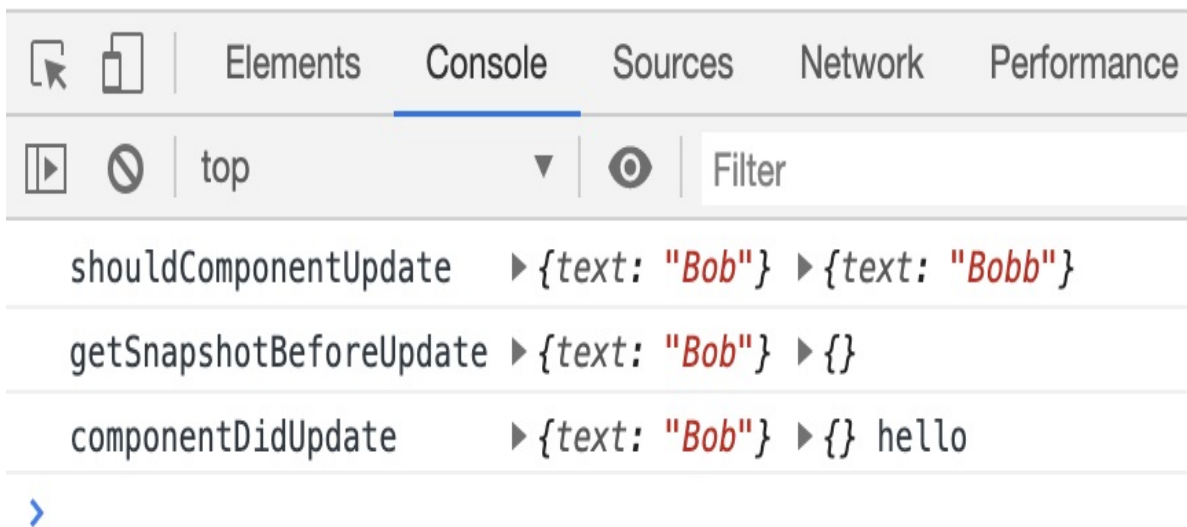 Elements Console Sources Network Performance
top ▼ Filter
shouldComponentUpdate ▶ {text: "Bob"} ▶ {text: "Bobb"}
getSnapshotBeforeUpdate ▶ {text: "Bob"} ▶ {}
componentDidUpdate ▶ {text: "Bob"} ▶ {} hello